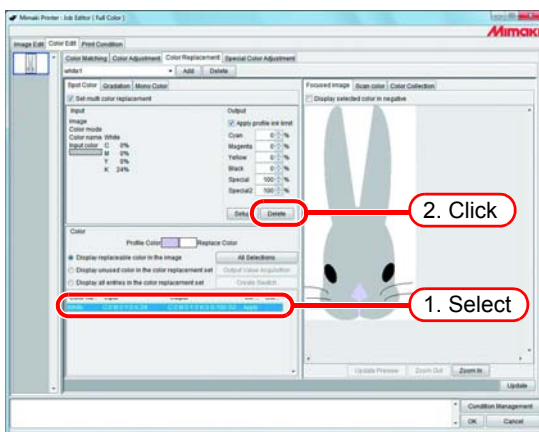 Mimaki Printer : Job Editor ( Full Color )
Mimaki
Image Edit Color Edit Print Condition
Color Matching Color Adjustment Color Replacement Special Color Adjustment
white1 Add Delete
Spot Color Gradation Mono Color
Set multi color replacement
Input
Image
Color mode
Color name White
Input color C 0%
M 0%
Y 0%
K 24%
Output
Apply profile ink limit
Cyan 0 %
Magenta 0 %
Yellow 0 %
Black 0 %
Special 100 %
Special2 100 %
Setup Delete
Color
Profile Color Replace Color
Display replaceable color in the image All Selections
Display unused color in the color replacement set Output Value Acquisition
Display all entries in the color replacement set Create Swatch
White
Focused image Scan color Color Collection
Display selected color in negative
2. Click
1. Select
Update Preview Zoom Out Zoom In
Update
Condition Management
OK Cancel